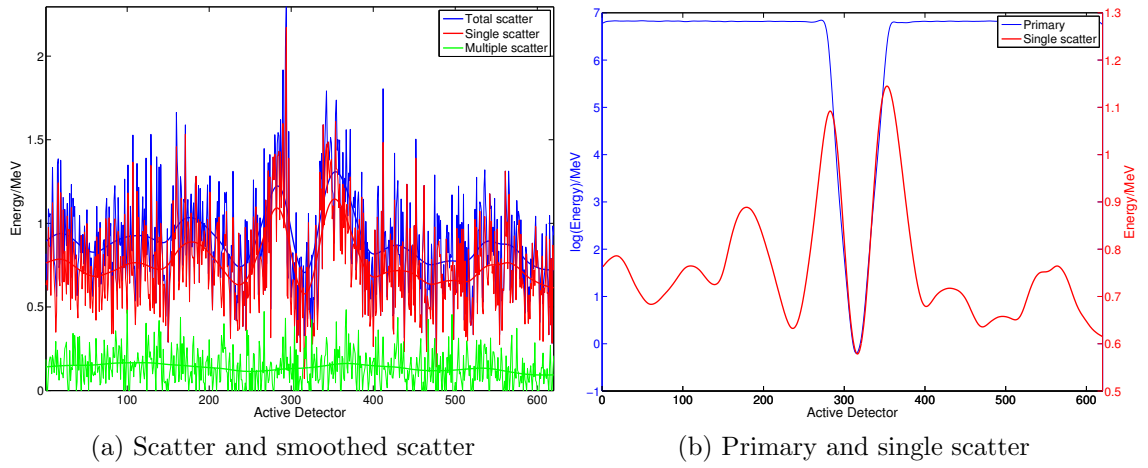 Total scatter
Single scatter
Multiple scatter
2
1.5
1
0.5
0
Energy/MeV
100 200 300 400 500 600
Active Detector
(a) Scatter and smoothed scatter
Primary
Single scatter
7
6
5
4
3
2
1
0
−1
log(Energy)/MeV
1.3
1.2
1.1
1
0.9
0.8
0.7
0.6
0.5
Energy/MeV
0 100 200 300 400 500 600
Active Detector
(b) Primary and single scatter